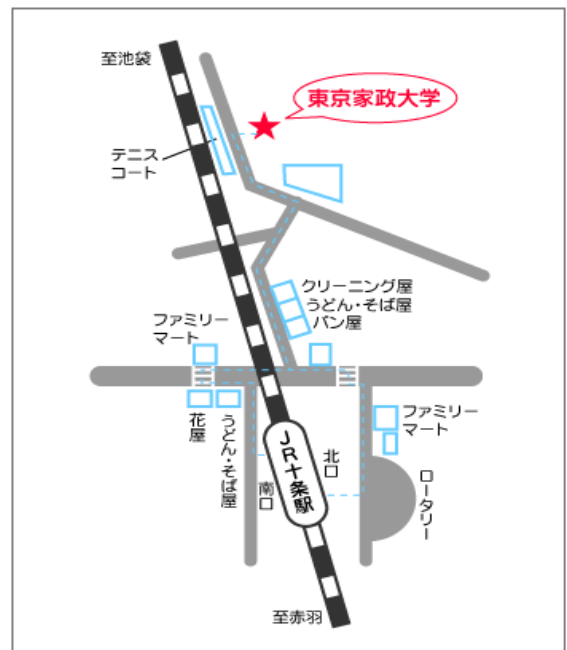 至池袋
東京家政大学
テニス
コート
クリーニング屋
うどん・そば屋
パン屋
ファミリー
マート
花屋
うどん・そば屋
JR十条駅
北口
南口
ファミリー
マート
ロータリー
至赤羽